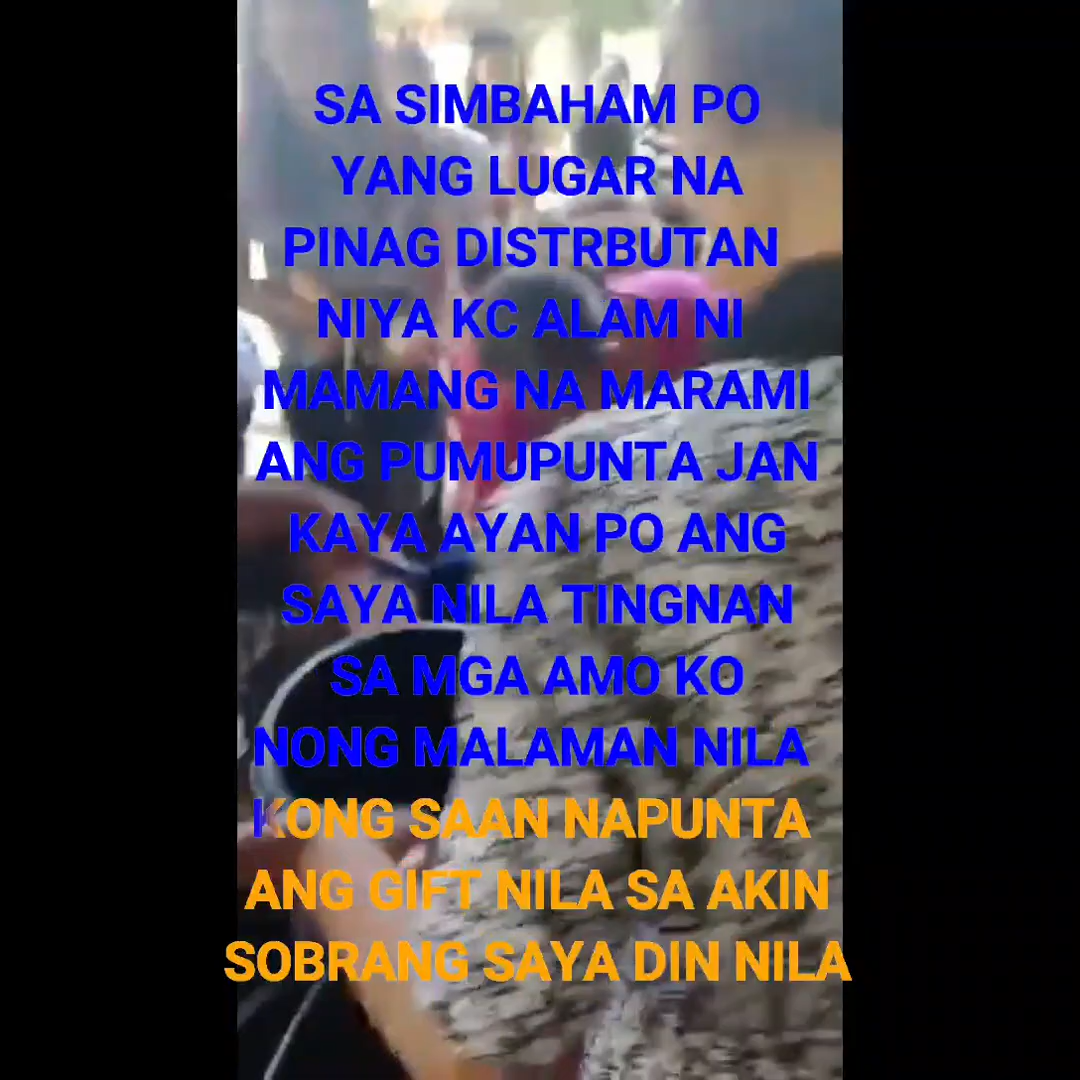 SA SIMBAHAM PO
YANG LUGAR NA
PINAG DISTRBUTAN
NIYA KC ALAM NI
MAMANG NA MARAMI
ANG PUMUPUNTA JAN
KAYA AYAN PO ANG
SAYA NILA TINGNAN
SA MGA AMO KO
NONG MALAMAN NILA
KONG SAAN NAPUNTA
ANG GIFT NILA SA AKIN
SOBRANG SAYA DIN NILA